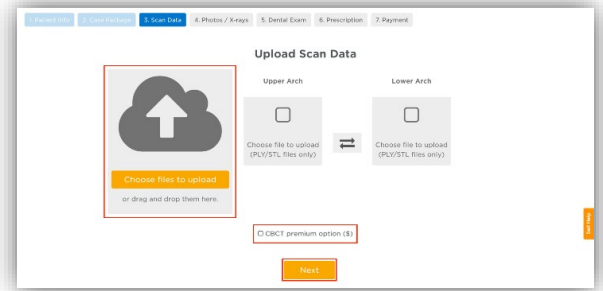 1. Patient Info 2. Case Package 3. Scan Data 4. Photos / X-rays 5. Dental Exam 6. Prescription 7. Payment
Upload Scan Data
Upper Arch
Lower Arch
Choose file to upload
(PLY/STL files only)
Choose file to upload
(PLY/STL files only)
Choose files to upload
or drag and drop them here.
CBCT premium option ($)
Next